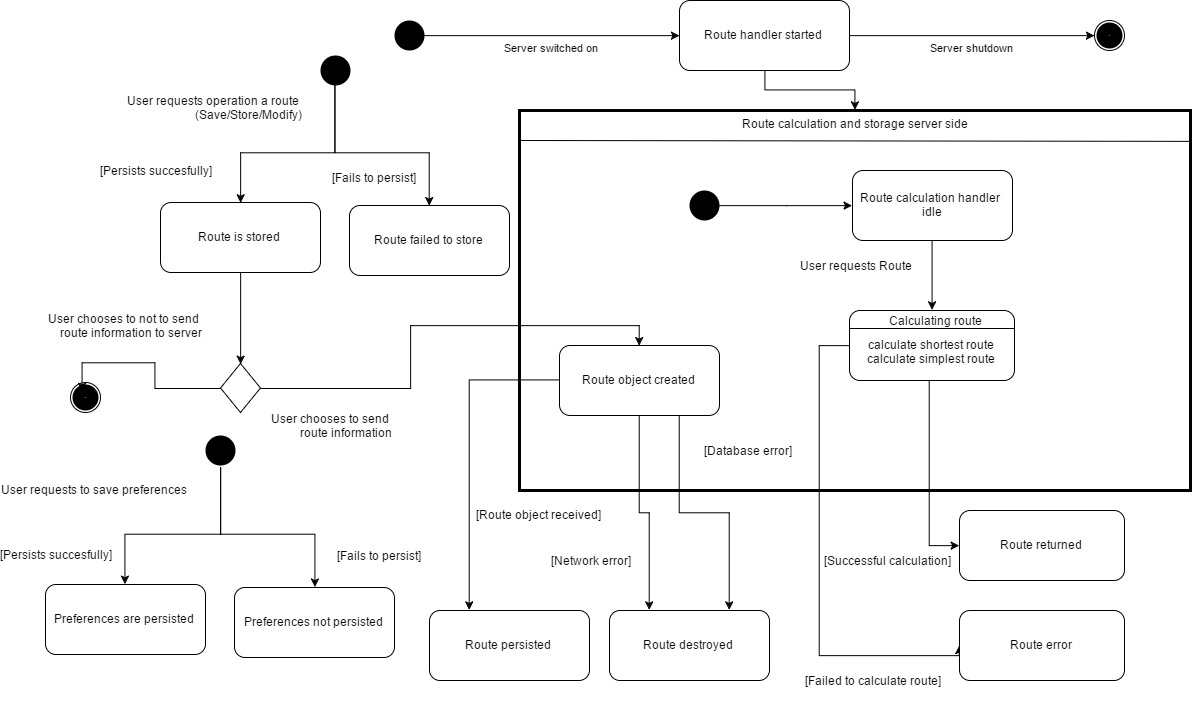 Route handler started
Server switched on
Server shutdown
User requests operation a route
(Save/Store/Modify)
Route calculation and storage server side
[Persists succesfully]
[Fails to persist]
Route calculation handler
idle
Route is stored
Route failed to store
User requests Route
User chooses to not to send
route information to server
Calculating route
calculate shortest route
calculate simplest route
Route object created
User chooses to send
route information
[Database error]
User requests to save preferences
[Route object received]
[Persists succesfully]
[Fails to persist]
[Network error]
[Successful calculation]
Route returned
Preferences are persisted
Preferences not persisted
Route persisted
Route destroyed
Route error
[Failed to calculate route]